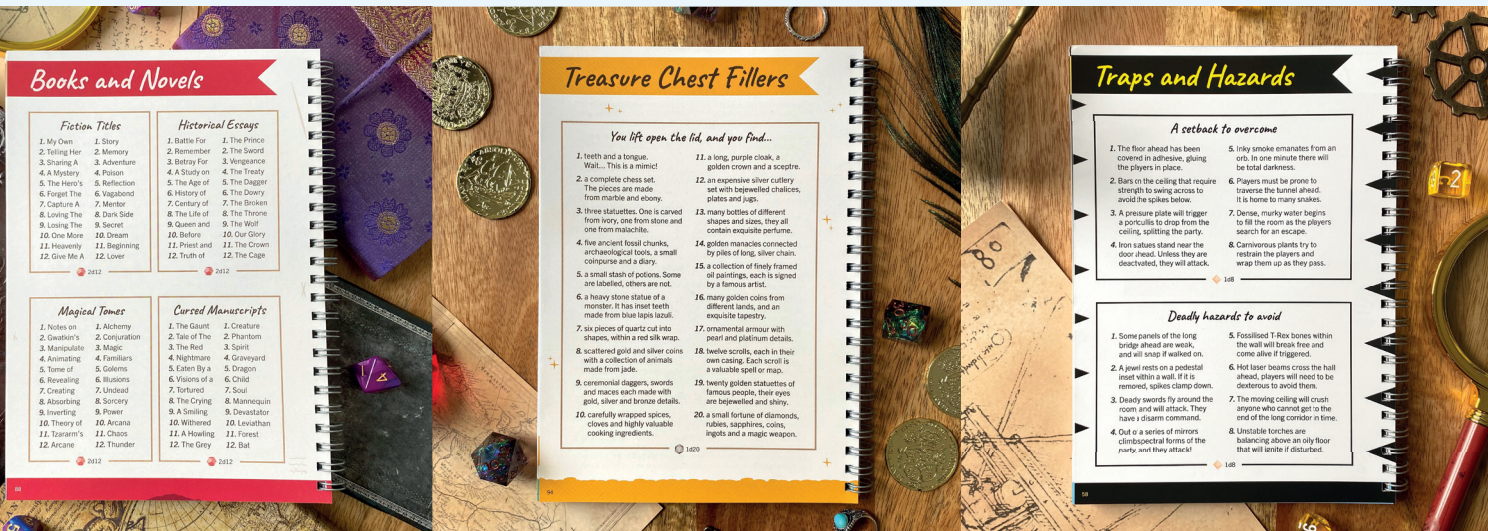 Books and Novels
Fiction Titles
1. My Own
2. Telling Her
3. Sharing A
4. A Mystery
5. The Hero's
6. Forget The
7. Capture A
8. Loving The
9. Losing The
10. One More
11. Heavenly
12. Give Me A
1. Story
2. Memory
3. Adventure
4. Poison
5. Reflection
6. Vagabond
7. Mentor
8. Dark Side
9. Secret
10. Dream
11. Beginning
12. Lover
2d12
Historical Essays
1. Battle For
2. Remember
3. Betray For
4. A Study on
5. The Age of
6. History of
7. Century of
8. The Life of
9. Queen and
10. Before
11. Priest and
12. Truth of
1. The Prince
2. The Sword
3. Vengeance
4. The Treaty
5. The Dagger
6. The Dowry
7. The Broken
8. The Throne
9. The Wolf
10. Our Glory
11. The Crown
12. The Cage
2d12
Magical Tomes
1. Notes on
2. Gwatkin's
3. Manipulate
4. Animating
5. Tome of
6. Revealing
7. Creating
8. Absorbing
9. Inverting
10. Theory of
11. Tzararm's
12. Arcane
1. Alchemy
2. Conjuration
3. Magic
4. Familiars
5. Golems
6. Illusions
7. Undead
8. Sorcery
9. Power
10. Arcana
11. Chaos
12. Thunder
2d12
Cursed Manuscripts
1. The Gaunt
2. Tale of The
3. The Red
4. Nightmare
5. Eaten By a
6. Visions of a
7. Tortured
8. The Crying
9. A Smiling
10. Withered
11. A Howling
12. The Grey
1. Creature
2. Phantom
3. Spirit
4. Graveyard
5. Dragon
6. Child
7. Soul
8. Mannequin
9. Devastator
10. Leviathan
11. Forest
12. Bat
2d12
88
Treasure Chest Fillers
You lift open the lid, and you find...
1. teeth and a tongue.
Wait... This is a mimic!
2. a complete chess set.
The pieces are made
from marble and ebony.
3. three statuettes. One is carved
from ivory, one from stone and
one from malachite.
4. five ancient fossil chunks,
archaeological tools, a small
coinpurse and a diary.
5. a small stash of potions. Some
are labelled, others are not.
6. a heavy stone statue of a
monster. It has inset teeth
made from blue lapis lazuli.
7. six pieces of quartz cut into
shapes, within a red silk wrap.
8. scattered gold and silver coins
with a collection of animals
made from jade.
9. ceremonial daggers, swords
and maces each made with
gold, silver and bronze details.
10. carefully wrapped spices,
cloves and highly valuable
cooking ingredients.
11. a long, purple cloak, a
golden crown and a sceptre.
12. an expensive silver cutlery
set with bejewelled chalices,
plates and jugs.
13. many bottles of different
shapes and sizes, they all
contain exquisite perfume.
14. golden manacles connected
by piles of long, silver chain.
15. a collection of finely framed
oil paintings, each is signed
by a famous artist.
16. many golden coins from
different lands, and an
exquisite tapestry.
17. ornamental armour with
pearl and platinum details.
18. twelve scrolls, each in their
own casing. Each scroll is
a valuable spell or map.
19. twenty golden statuettes of
famous people, their eyes
are bejewelled and shiny.
20. a small fortune of diamonds,
rubies, sapphires, coins,
ingots and a magic weapon.
1d20
94
Traps and Hazards
A setback to overcome
1. The floor ahead has been
covered in adhesive, gluing
the players in place.
2. Bars on the ceiling that require
strength to swing across to
avoid the spikes below.
3. A pressure plate will trigger
a portcullis to drop from the
ceiling, splitting the party.
4. Iron satues stand near the
door ahead. Unless they are
deactvated, they will attack.
5. Inky smoke emanates from an
orb. In one minute there will
be total darkness.
6. Players must be prone to
traverse the tunnel ahead.
It is home to many snakes.
7. Dense, murky water begins
to fill the room as the players
search for an escape.
8. Carnivorous plants try to
restrain the players and
wrap them up as they pass.
1d8
Deadly hazards to avoid
1. Some panels of the long
bridge ahead are weak,
and will snap if walked on.
2. A jewel rests on a pedestal
inset within a wall. If it is
removed, spikes clamp down.
3. Deadly swords fly around the
room and will attack. They
have a disarm command.
4. Out of a series of mirrors
climb spectral forms of the
party, and they attack!
5. Fossilised T-Rex bones within
the wall will break free and
come alive if triggered.
6. Hot laser beams cross the hall
ahead, players will need to be
dexterous to avoid them.
7. The moving ceiling will crush
anyone who cannot get to the
end of the long corridor in time.
8. Unstable torches are
balancing above an oily floor
that will ignite if disturbed.
1d8
58
80
2